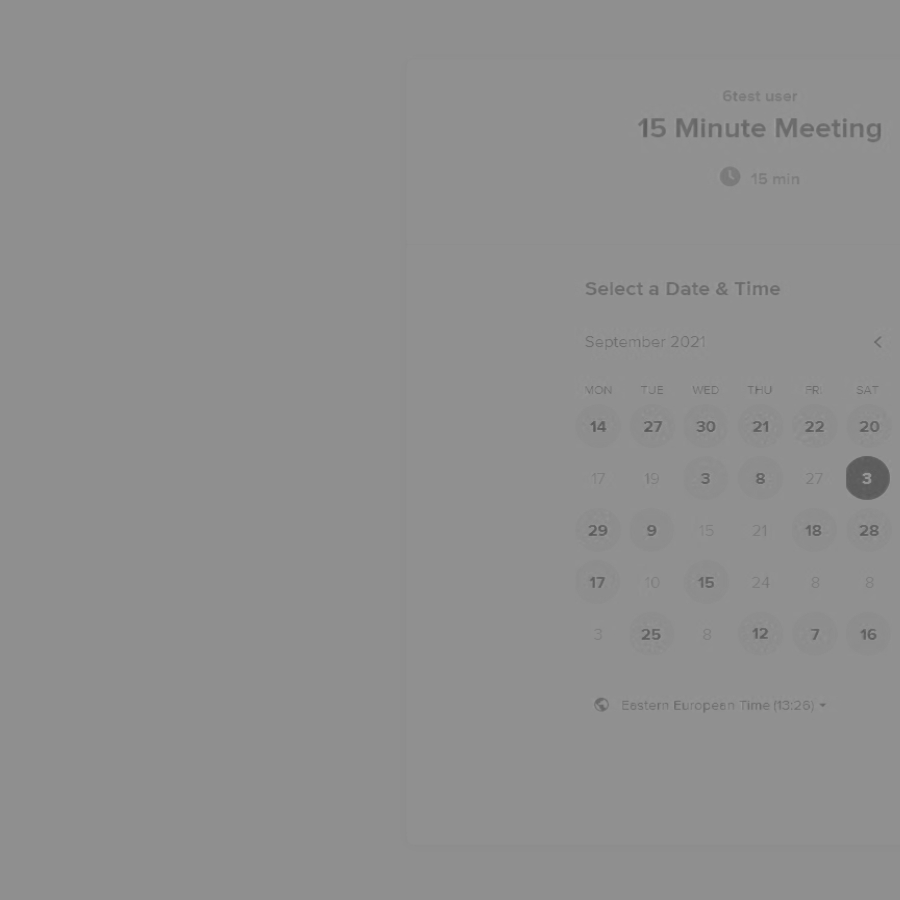 6test user
15 Minute Meeting
15 min
Select a Date & Time
September 2021
MON TUE WED THU FRI SAT
14 27 30 21 22 20
17 19 3 8 27 3
29 9 15 21 18 28
17 10 15 24 8 8
3 25 8 12 7 16
Eastern European Time (13:26)